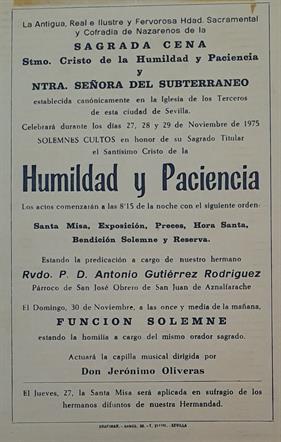 La Antigua, Real e Ilustre y Fervorosa Hdad. Sacramental
y Cofradía de Nazarenos de la
SAGRADA CENA
Stmo. Cristo de la Humildad y Paciencia
y
NTRA. SEÑORA DEL SUBTERRANEO
establecida canónicamente en la Iglesia de los Terceros
de esta ciudad de Sevilla.
Celebrará durante los días 27, 28 y 29 de Noviembre de 1975
SOLEMNES CULTOS en honor de su Sagrado Titular
el Santísimo Cristo de la
Humildad y Paciencia
Los actos comenzarán a las 8'15 de la noche con el siguiente orden:
Santa Misa, Exposición, Preces, Hora Santa,
Bendición Solemne y Reserva.
Estando la predicación a cargo de nuestro hermano
Rvdo. P. D. Antonio Gutiérrez Rodriguez
Párroco de San José Obrero de San Juan de Aznalfarache
El Domingo, 30 de Noviembre, a las once y media de la mañana,
FUNCION SOLEMNE
estando la homilía a cargo del mismo orador sagrado.
Actuará la capilla musical dirigida por
Don Jerónimo Oliveras
El Jueves, 27, la Santa Misa será aplicada en sufragio de los
hermanos difuntos de nuestra Hermandad.
SEVILLA